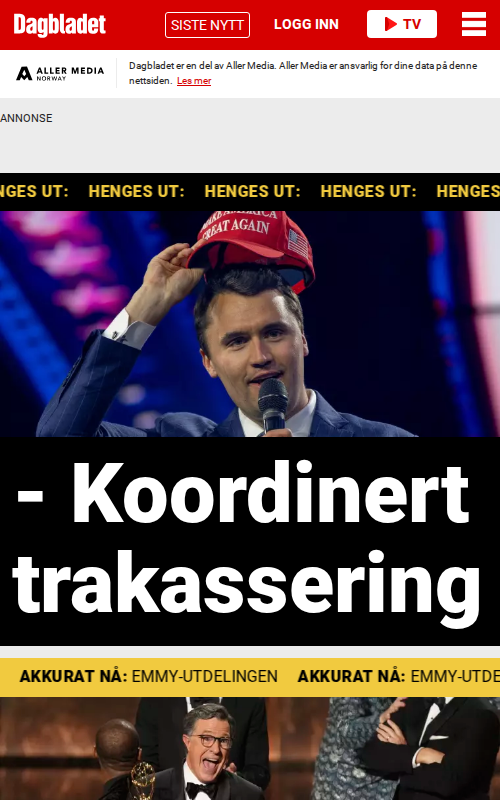 Dagbladet
SISTE NYTT
LOGG INN
TV
ALLER MEDIA
NORWAY
Dagbladet er en del av Aller Media. Aller Media er ansvarlig for dine data på denne
nettsiden. Les mer
ANNONSE
NGES UT: HENGES UT: HENGES UT: HENGES UT: HENGES
MAKE AMERICA
GREAT AGAIN
- Koordinert
trakassering
AKKURAT NÅ: EMMY-UTDELINGEN AKKURAT NÅ: EMMY-UTDE